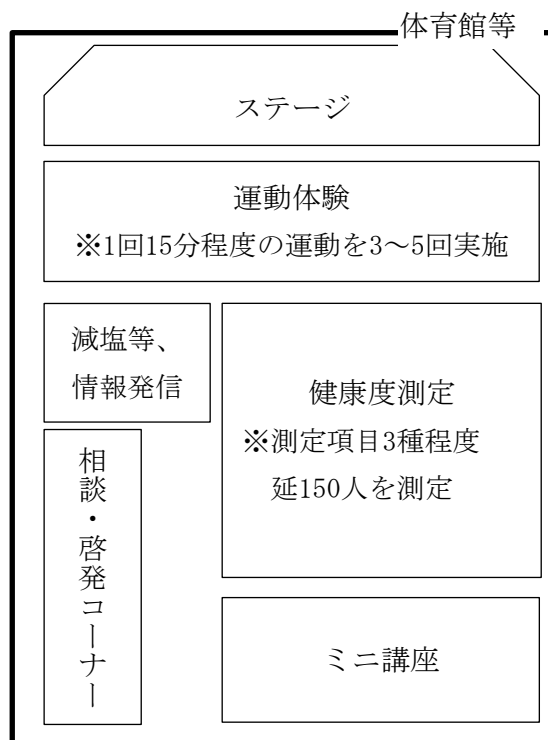 体育館等
ステージ
運動体験
※1回15分程度の運動を3～5回実施
減塩等、
情報発信
健康度測定
※測定項目3種程度
延150人を測定
相談・啓発コーナー
ミニ講座